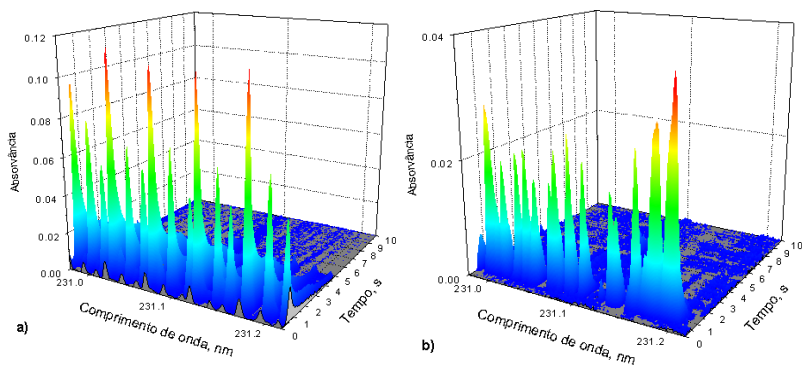 0.12
0.10
0.08
0.06
0.04
0.02
0.00
Absorvância
231.0
231.1
231.2
Comprimento de onda, nm
0 1 2 3 4 5 6 7 8 9 10
Tempo, s
a)
0.04
0.02
0.00
Absorvância
231.0
231.1
231.2
Comprimento de onda, nm
0 1 2 3 4 5 6 7 8 9 10
Tempo, s
b)